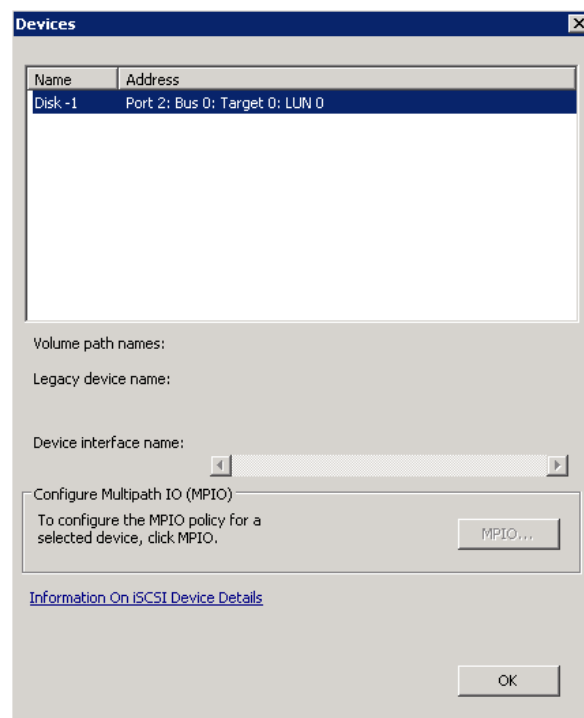 Devices
Name Address
Disk -1 Port 2: Bus 0: Target 0: LUN 0
Volume path names:
Legacy device name:
Device interface name:
Configure Multipath IO (MPIO)
To configure the MPIO policy for a
selected device, click MPIO.
MPIO...
Information On iSCSI Device Details
OK